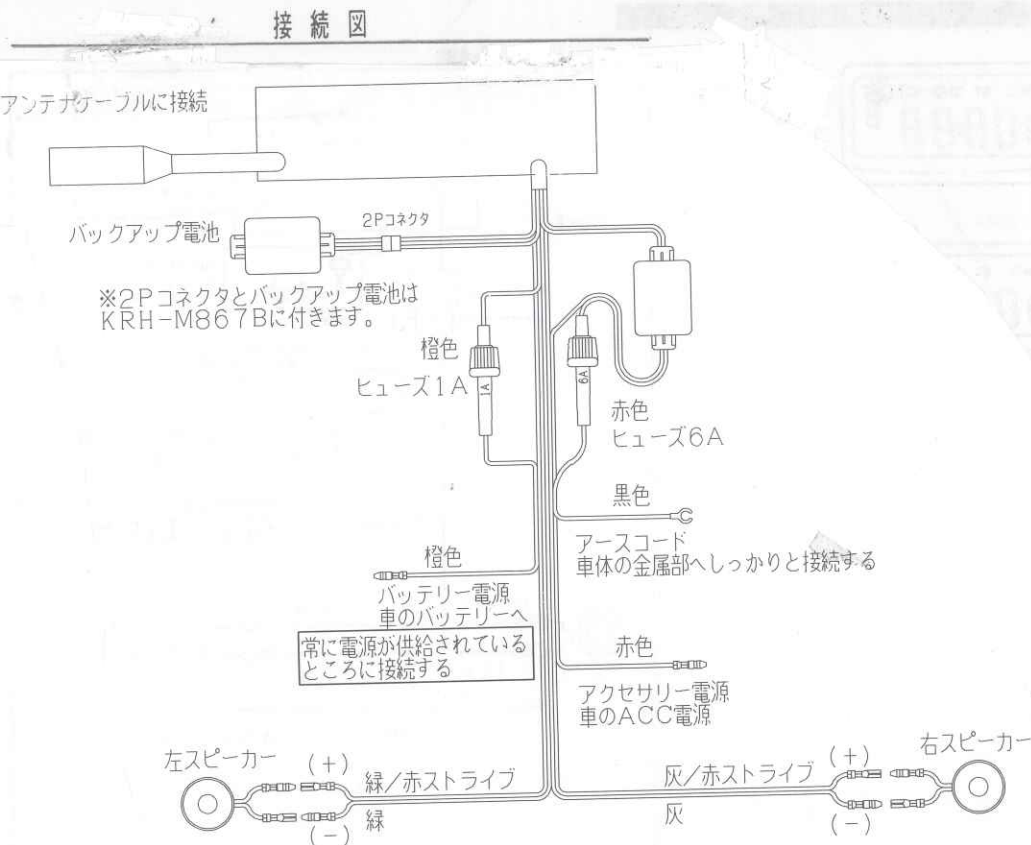 接続図
アンテナケーブルに接続
バックアップ電池
2Pコネクタ
※2Pコネクタとバックアップ電池は
KRH-M867Bに付きます。
橙色
ヒューズ1A
1A
6A
赤色
ヒューズ6A
黒色
アースコード
車体の金属部へしっかりと接続する
橙色
バッテリー電源
車のバッテリーへ
常に電源が供給されている
ところに接続する
赤色
アクセサリー電源
車のACC電源
左スピーカー
(+)
緑/赤ストライブ
緑
(-)
灰/赤ストライブ
灰
(+)
(-)
右スピーカー